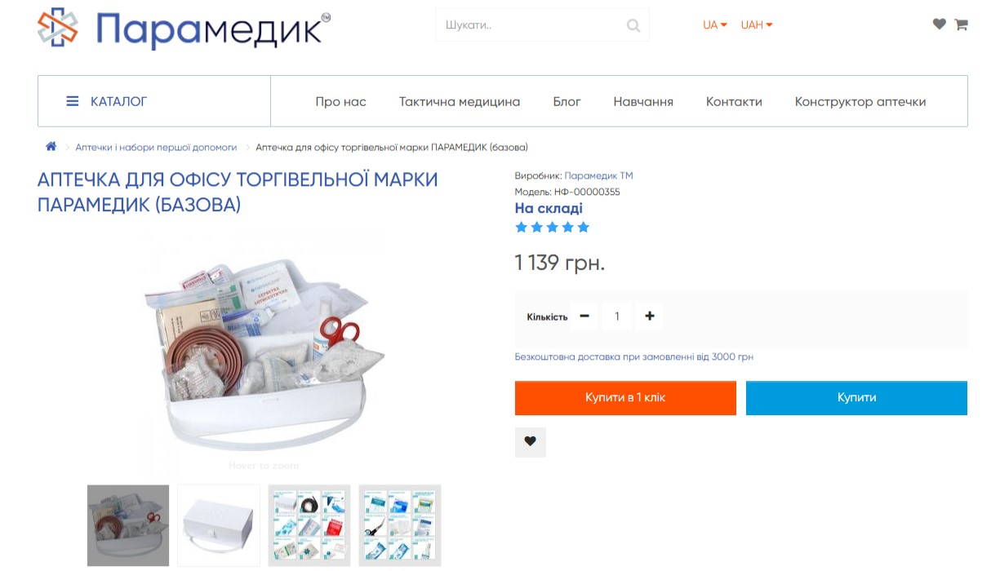 Парамедик™
Шукати..
UA
UAH
КАТАЛОГ
Про нас
Тактична медицина
Блог
Навчання
Контакти
Конструктор аптечки
Аптечки і набори першої допомоги
Аптечка для офісу торгівельної марки ПАРАМЕДИК (базова)
АПТЕЧКА ДЛЯ ОФІСУ ТОРГІВЕЛЬНОЇ МАРКИ
ПАРАМЕДИК (БАЗОВА)
Виробник: Парамедик ТМ
Модель: НФ-00000355
На складі
1 139 грн.
Кількість
1
Безкоштовна доставка при замовленні від 3000 грн
Купити в 1 клік
Купити
СЕРВЕТКА
АНТИСЕПТИЧНА
Hover to zoom